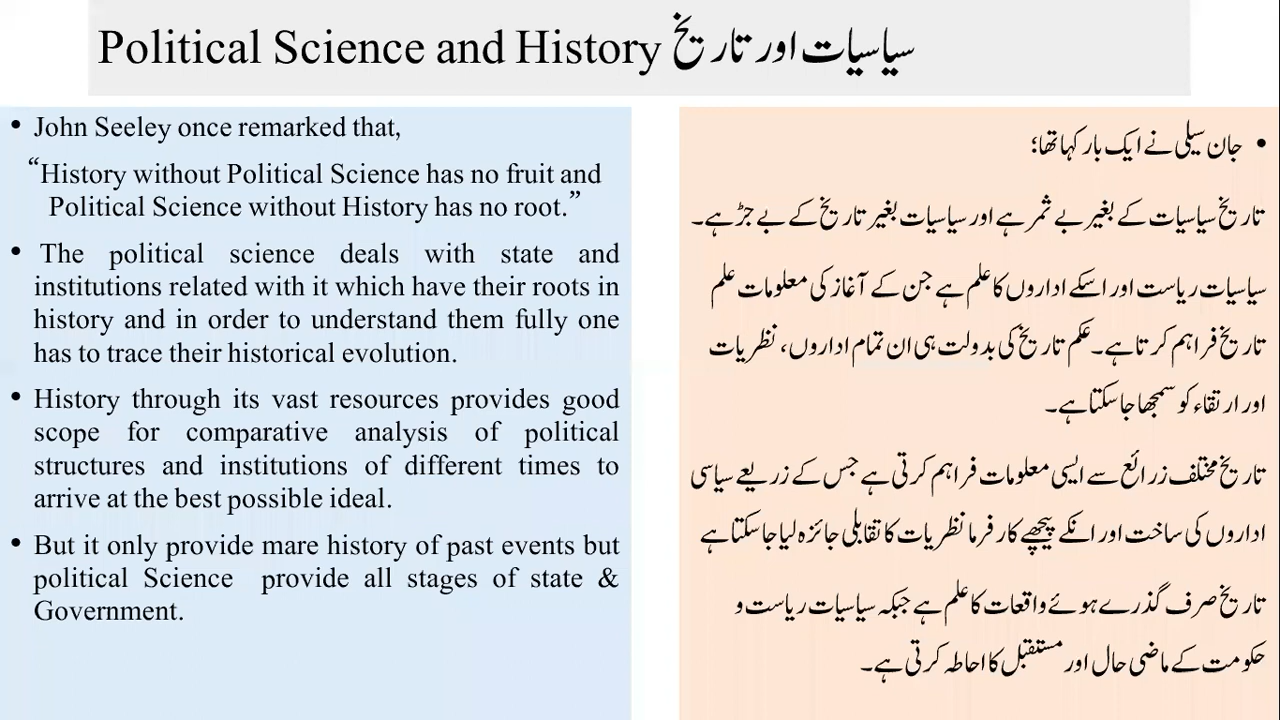 Political Science and History سیاسیات اور تاریخ
• John Seeley once remarked that,
“History without Political Science has no fruit and
Political Science without History has no root.”
• The political science deals with state and
institutions related with it which have their roots in
history and in order to understand them fully one
has to trace their historical evolution.
• History through its vast resources provides good
scope for comparative analysis of political
structures and institutions of different times to
arrive at the best possible ideal.
• But it only provide mare history of past events but
political Science provide all stages of state &
Government.
• جان سیلی نے ایک بار کہا تھا؛
تاریخ سیاسیات کے بغیر بے ثمر ہے اور سیاسیات بغیر تاریخ کے بے جڑ ہے۔
سیاسیات ریاست اور اسکے اداروں کا علم ہے جن کے آغاز کی معلومات علم
تاریخ فراہم کرتا ہے۔ عکم تاریخ کی بدولت ہی ان تمام اداروں، نظریات
اور ارتقاء کو سمجھا جا سکتا ہے۔
تاریخ مختلف زرائع سے ایسی معلومات فراہم کرتی ہے جس کے زریعے سیاسی
اداروں کی ساخت اور انکے پیچھے کار فرما نظریات کا تقابلی جائزہ لیا جا سکتا ہے
تاریخ صرف گذرے ہوئے واقعات کا علم ہے جبکہ سیاسیات ریاست و
حکومت کے ماضی حال اور مستقبل کا احاطہ کرتی ہے۔